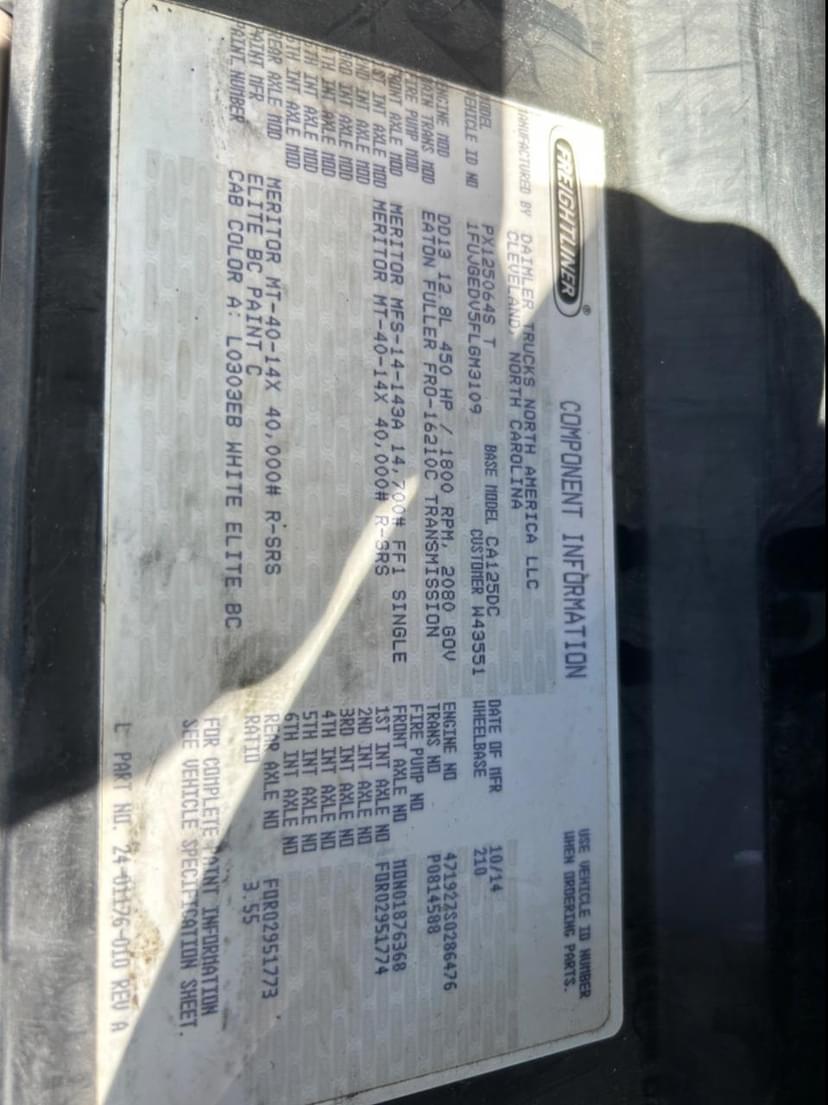 FREIGHTLINER® COMPONENT INFORMATION USE VEHICLE ID NUMBER
WHEN ORDERING PARTS.
MANUFACTURED BY DAIMLER TRUCKS NORTH AMERICA LLC
CLEVELAND, NORTH CAROLINA
MODEL PX125064S T BASE MODEL CA125DC DATE OF MFR 10/14
VEHICLE ID NO 1FUJGEDV5FLGM3109 CUSTOMER W43551 WHEELBASE 210
ENGINE MOD DD13 12.8L 450 HP / 1800 RPM, 2080 GOV ENGINE NO 471927S0286476
MAIN TRANS MOD EATON FULLER FRO-16210C TRANSMISSION TRANS NO P0814588
FIRE PUMP MOD FIRE PUMP NO
FRONT AXLE MOD MERITOR MFS-14-143A 14,700# FF1 SINGLE FRONT AXLE NO MON01876368
1ST INT AXLE MOD MERITOR MT-40-14X 40,000# R-SRS 1ST INT AXLE NO FOR02951774
2ND INT AXLE MOD 2ND INT AXLE NO
3RD INT AXLE MOD 3RD INT AXLE NO
4TH INT AXLE MOD 4TH INT AXLE NO
5TH INT AXLE MOD 5TH INT AXLE NO
6TH INT AXLE MOD 6TH INT AXLE NO
REAR AXLE MOD MERITOR MT-40-14X 40,000# R-SRS REAR AXLE NO FOR02951773
PAINT MFR ELITE BC PAINT C RATIO 3.55
PAINT NUMBER CAB COLOR A: L0303EB WHITE ELITE BC
FOR COMPLETE PAINT INFORMATION
SEE VEHICLE SPECIFICATION SHEET.
PART NO. 24-01176-010 REV A